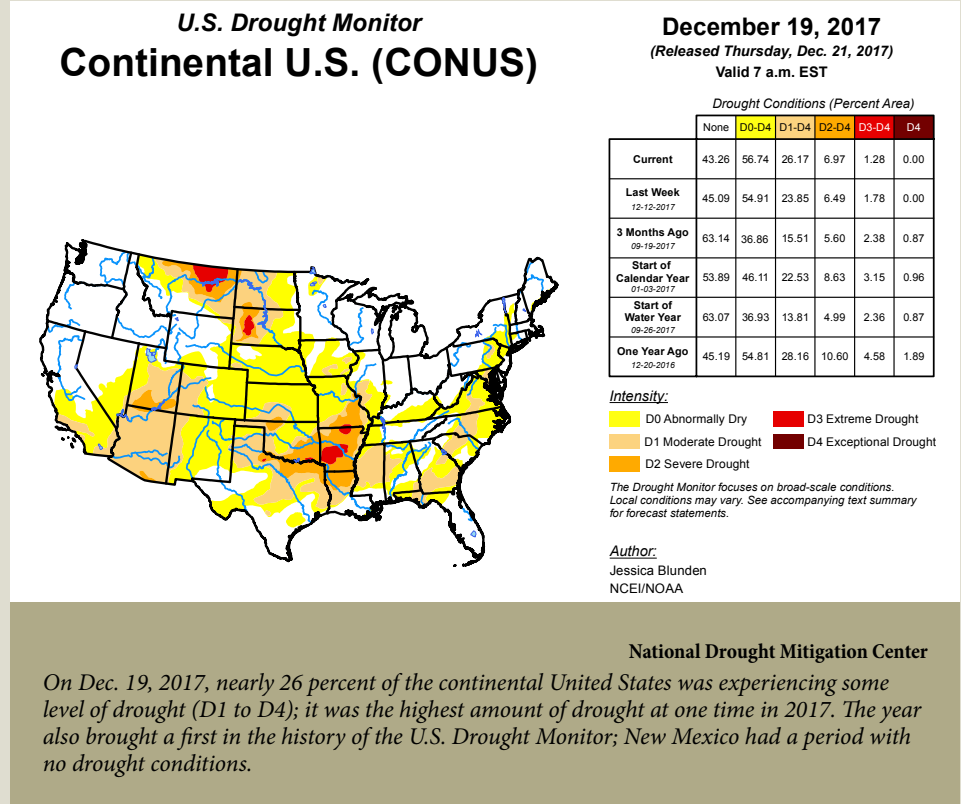 U.S. Drought Monitor
Continental U.S. (CONUS)
December 19, 2017
(Released Thursday, Dec. 21, 2017)
Valid 7 a.m. EST
Drought Conditions (Percent Area)
None D0-D4 D1-D4 D2-D4 D3-D4 D4
Current 43.26 56.74 26.17 6.97 1.28 0.00
Last Week
12-12-2017 45.09 54.91 23.85 6.49 1.78 0.00
3 Months Ago
09-19-2017 63.14 36.86 15.51 5.60 2.38 0.87
Start of
Calendar Year
01-03-2017 53.89 46.11 22.53 8.63 3.15 0.96
Start of
Water Year
09-26-2017 63.07 36.93 13.81 4.99 2.36 0.87
One Year Ago
12-20-2016 45.19 54.81 28.16 10.60 4.58 1.89
Intensity:
D0 Abnormally Dry D3 Extreme Drought
D1 Moderate Drought D4 Exceptional Drought
D2 Severe Drought
The Drought Monitor focuses on broad-scale conditions.
Local conditions may vary. See accompanying text summary
for forecast statements.
Author:
Jessica Blunden
NCEI/NOAA
National Drought Mitigation Center
On Dec. 19, 2017, nearly 26 percent of the continental United States was experiencing some
level of drought (D1 to D4); it was the highest amount of drought at one time in 2017. The year
also brought a first in the history of the U.S. Drought Monitor; New Mexico had a period with
no drought conditions.